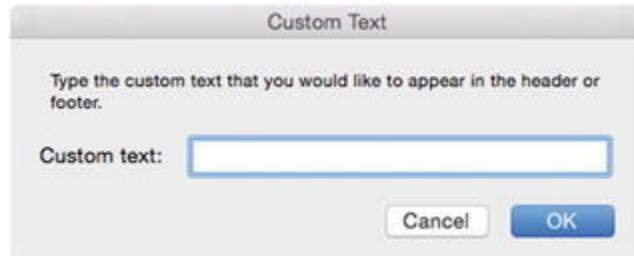 Custom Text
Type the custom text that you would like to appear in the header or
footer.
Custom text:
Cancel
OK